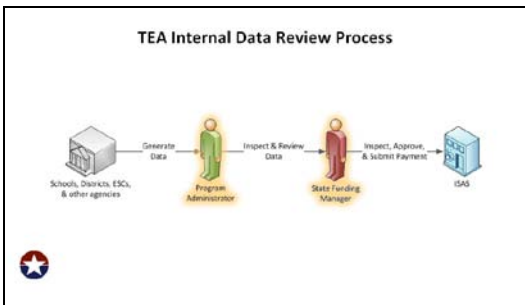 TEA Internal Data Review Process
Generate
Data
Inspect & Review
Data
Inspect, Approve,
& Submit Payment
Schools, Districts, ESCs,
& other agencies
Program
Administrator
State Funding
Manager
ISAS